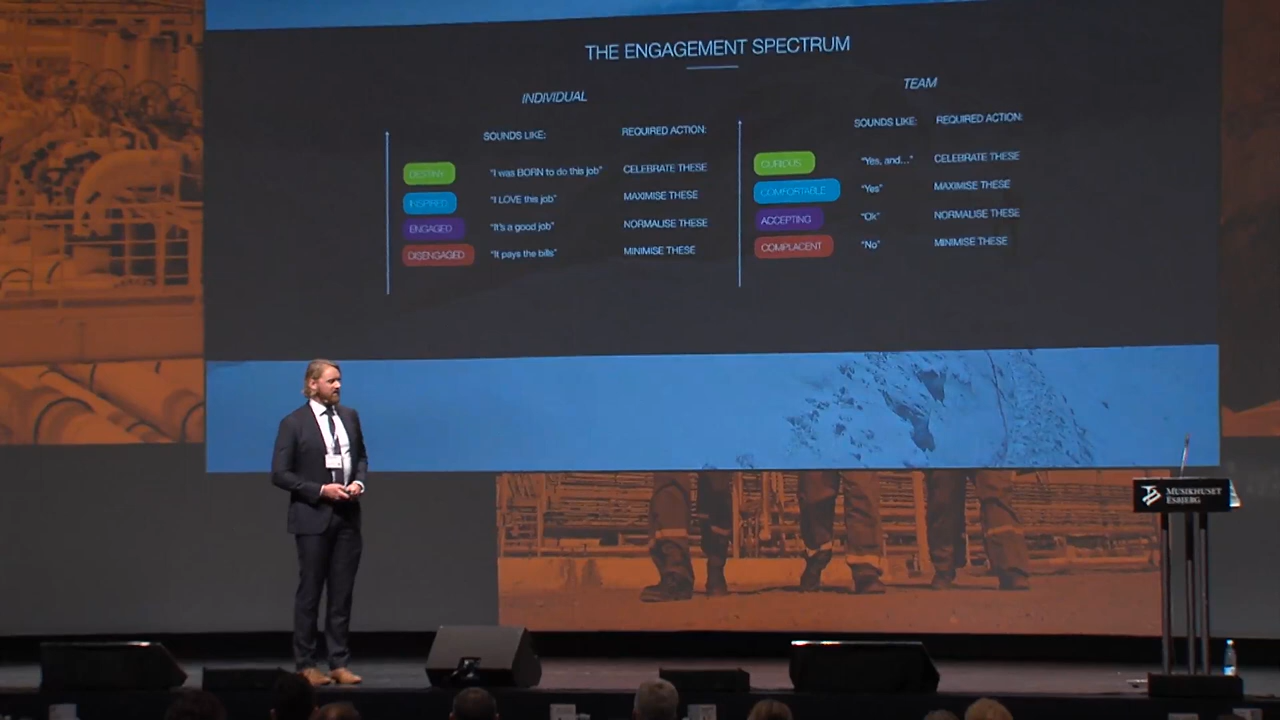 THE ENGAGEMENT SPECTRUM
INDIVIDUAL
SOUNDS LIKE: REQUIRED ACTION:
DESTINY "I was BORN to do this job" CELEBRATE THESE
INSPIRED "I LOVE this job" MAXIMISE THESE
ENGAGED "It's a good job" NORMALISE THESE
DISENGAGED "It pays the bills" MINIMISE THESE
TEAM
SOUNDS LIKE: REQUIRED ACTION:
CURIOUS "Yes, and..." CELEBRATE THESE
COMFORTABLE "Yes" MAXIMISE THESE
ACCEPTING "Ok" NORMALISE THESE
COMPLACENT "No" MINIMISE THESE
MUSIKHUSET
ESBJERG